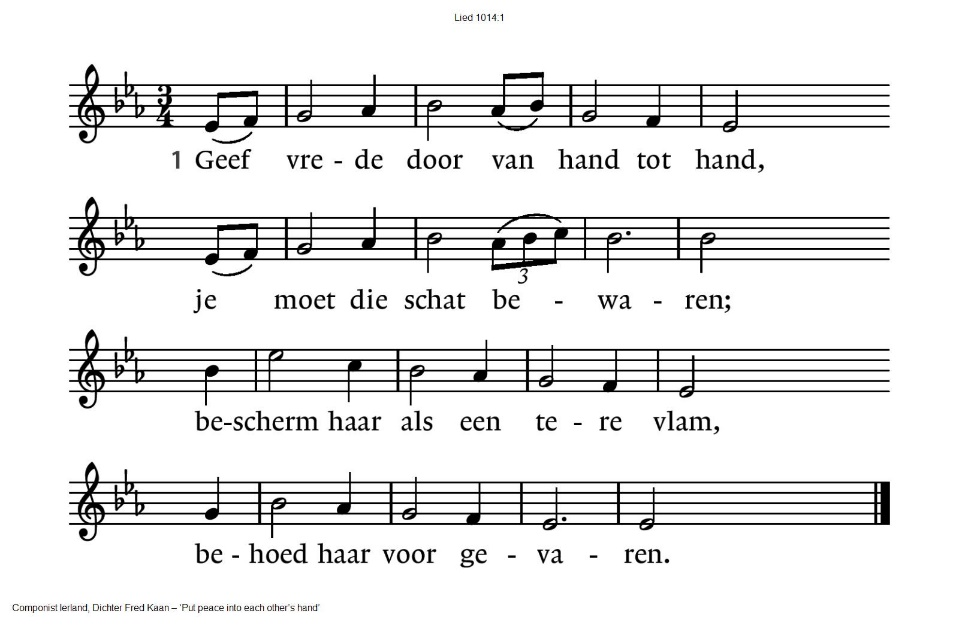 Lied 1014:1
3
4
1 Geef vre - de door van hand tot hand,
3
je moet die schat be - wa - ren;
be-scherm haar als een te - re vlam,
be - hoed haar voor ge - va - ren.
Componist Ierland, Dichter Fred Kaan – ‘Put peace into each other’s hand’